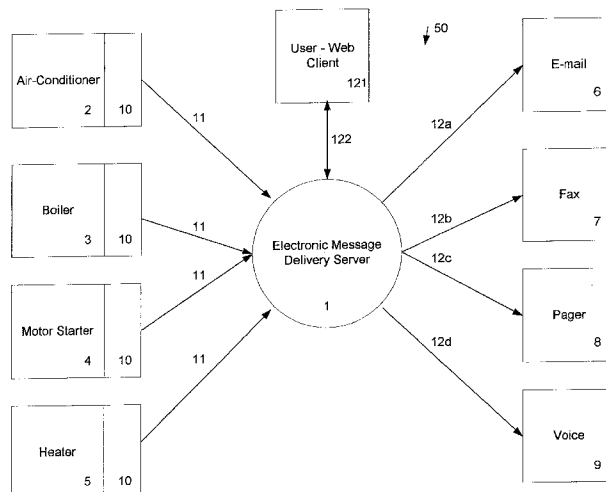 50
User - Web
Client
121
Air-Conditioner
2
10
E-mail
6
11
122
12a
Boiler
3
10
11
Electronic Message
Delivery Server
1
12b
Fax
7
11
12c
Motor Starter
4
10
Pager
8
11
12d
Heater
5
10
Voice
9